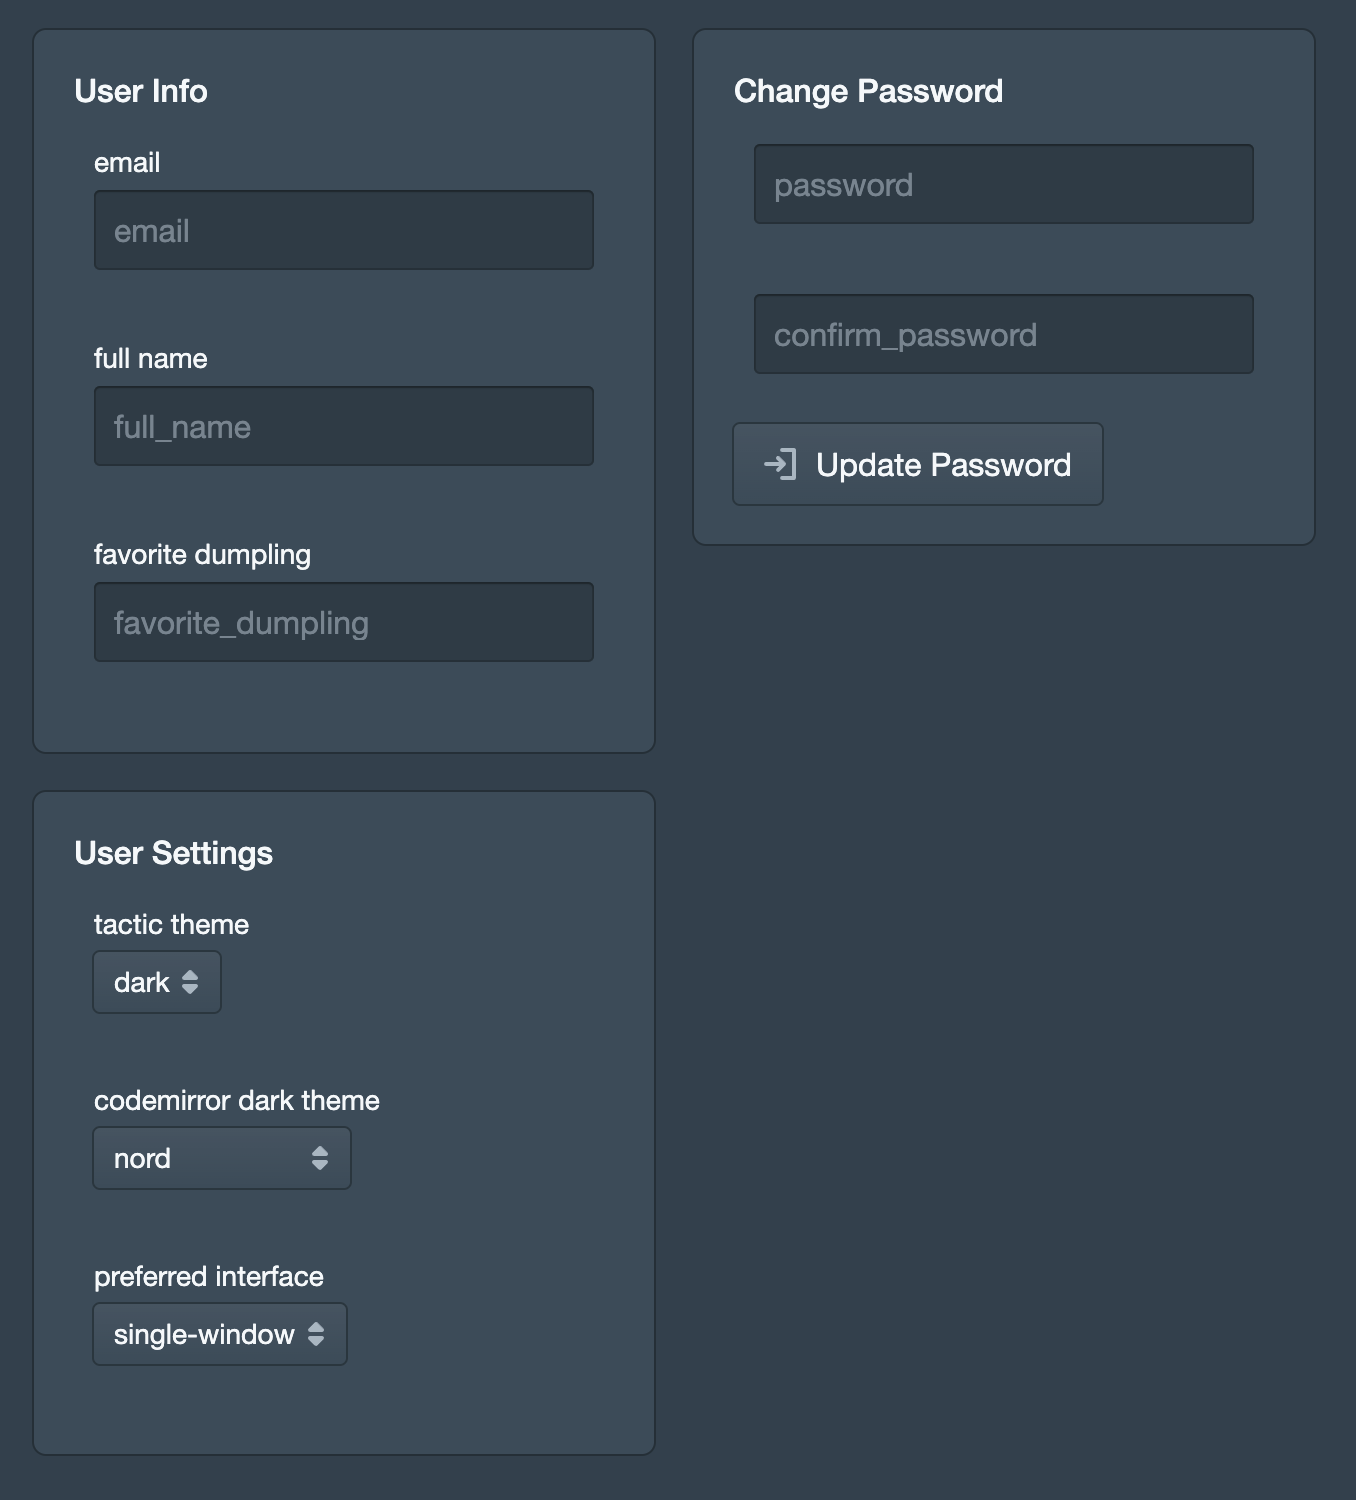 User Info
email
email
full name
full_name
favorite dumpling
favorite_dumpling
Change Password
password
confirm_password
Update Password
User Settings
tactic theme
dark
codemirror dark theme
nord
preferred interface
single-window